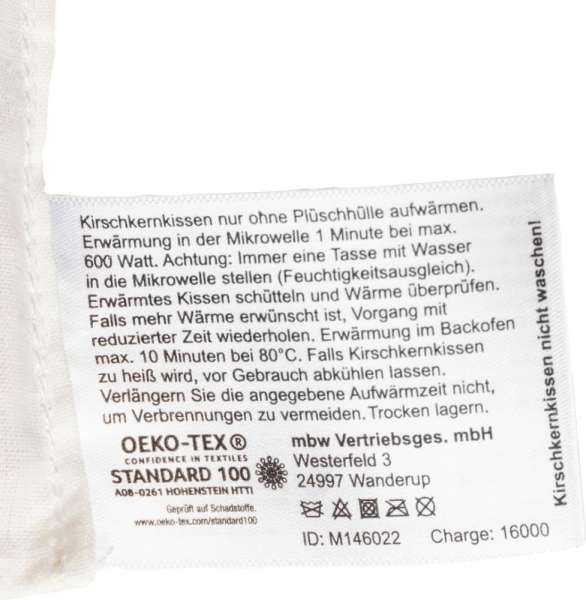 Kirschkernkissen nur ohne Plüschhülle aufwärmen.
Erwärmung in der Mikrowelle 1 Minute bei max.
600 Watt. Achtung: Immer eine Tasse mit Wasser
in die Mikrowelle stellen (Feuchtigkeitsausgleich).
Erwärmtes Kissen schütteln und Wärme überprüfen.
Falls mehr Wärme erwünscht ist, Vorgang mit
reduzierter Zeit wiederholen. Erwärmung im Backofen
max. 10 Minuten bei 80°C. Falls Kirschkernkissen
zu heiß wird, vor Gebrauch abkühlen lassen.
Verlängern Sie die angegebene Aufwärmzeit nicht,
um Verbrennungen zu vermeiden. Trocken lagern.
OEKO-TEX®
CONFIDENCE IN TEXTILES
STANDARD 100
A08-0261 HOHENSTEIN HTTI
Geprüft auf Schadstoffe.
www.oeko-tex.com/standard100
mbw Vertriebsges. mbH
Westerfeld 3
24997 Wanderup
ID: M146022 Charge: 16000
Kirschkernkissen nicht waschen!